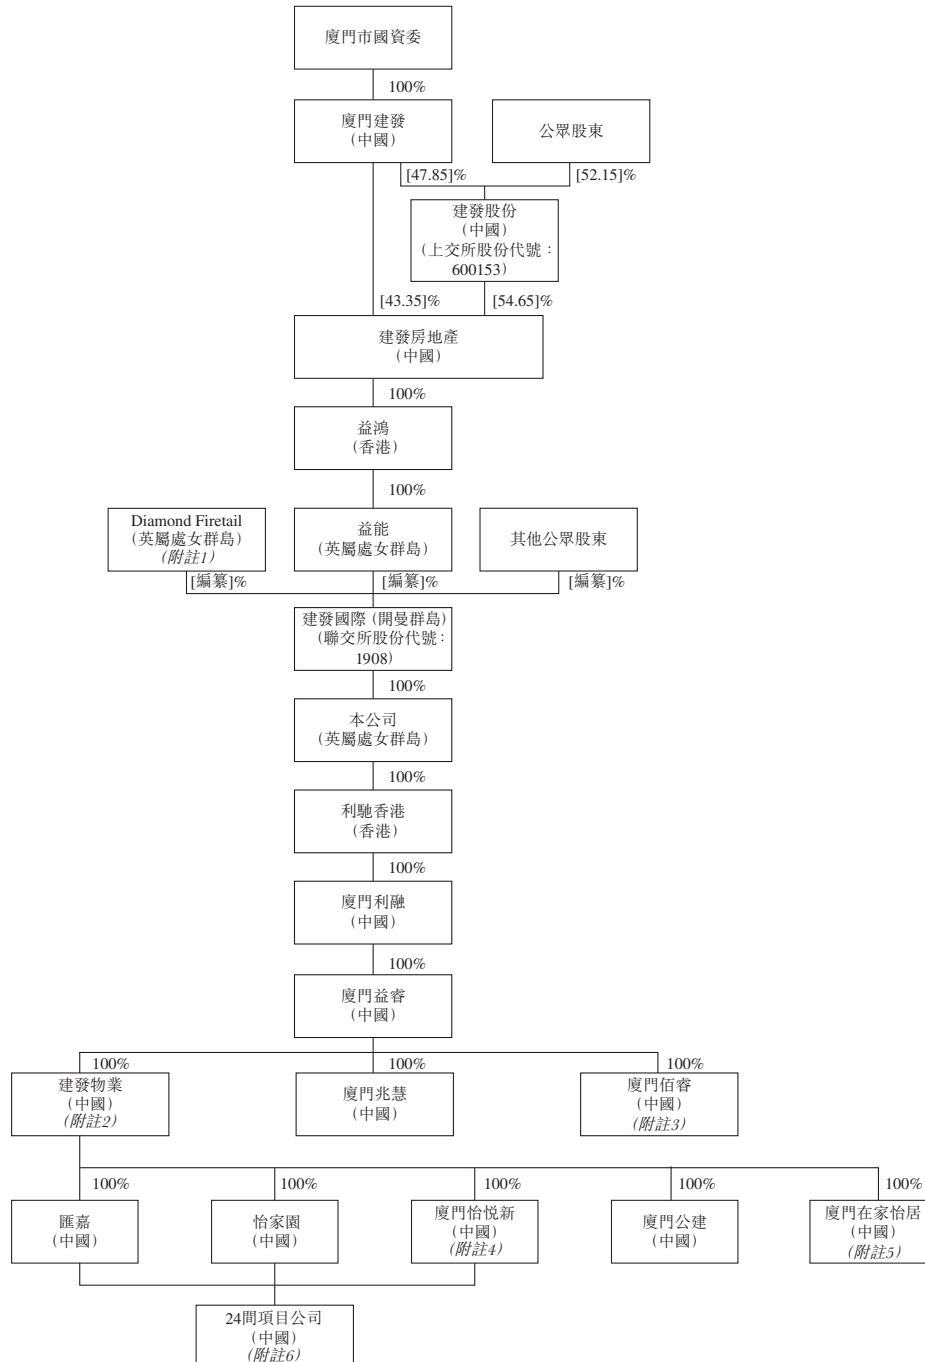 廈門市國資委
100%
廈門建發
(中國)
公眾股東
[47.85]%
[52.15]%
建發股份
(中國)
(上交所股份代號：
600153)
[43.35]%
[54.65]%
建發房地產
(中國)
100%
益鴻
(香港)
100%
Diamond Firetail
(英屬處女群島)
(附註1)
益能
(英屬處女群島)
其他公眾股東
[編纂]%
[編纂]%
[編纂]%
建發國際(開曼群島)
(聯交所股份代號：
1908)
100%
本公司
(英屬處女群島)
100%
利馳香港
(香港)
100%
廈門利融
(中國)
100%
廈門益睿
(中國)
100%
100%
100%
建發物業
(中國)
(附註2)
廈門兆慧
(中國)
廈門佰睿
(中國)
(附註3)
100%
100%
100%
100%
100%
匯嘉
(中國)
怡家園
(中國)
廈門怡悅新
(中國)
(附註4)
廈門公建
(中國)
廈門在家怡居
(中國)
(附註5)
24間項目公司
(中國)
(附註6)